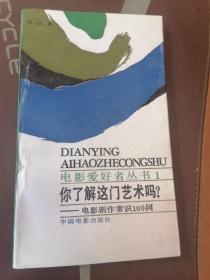 DIANYING
AIHAOZHECONGSHU
电影爱好者丛书1
你了解这门艺术吗?
——电影剧作常识100问
中国电影出版社